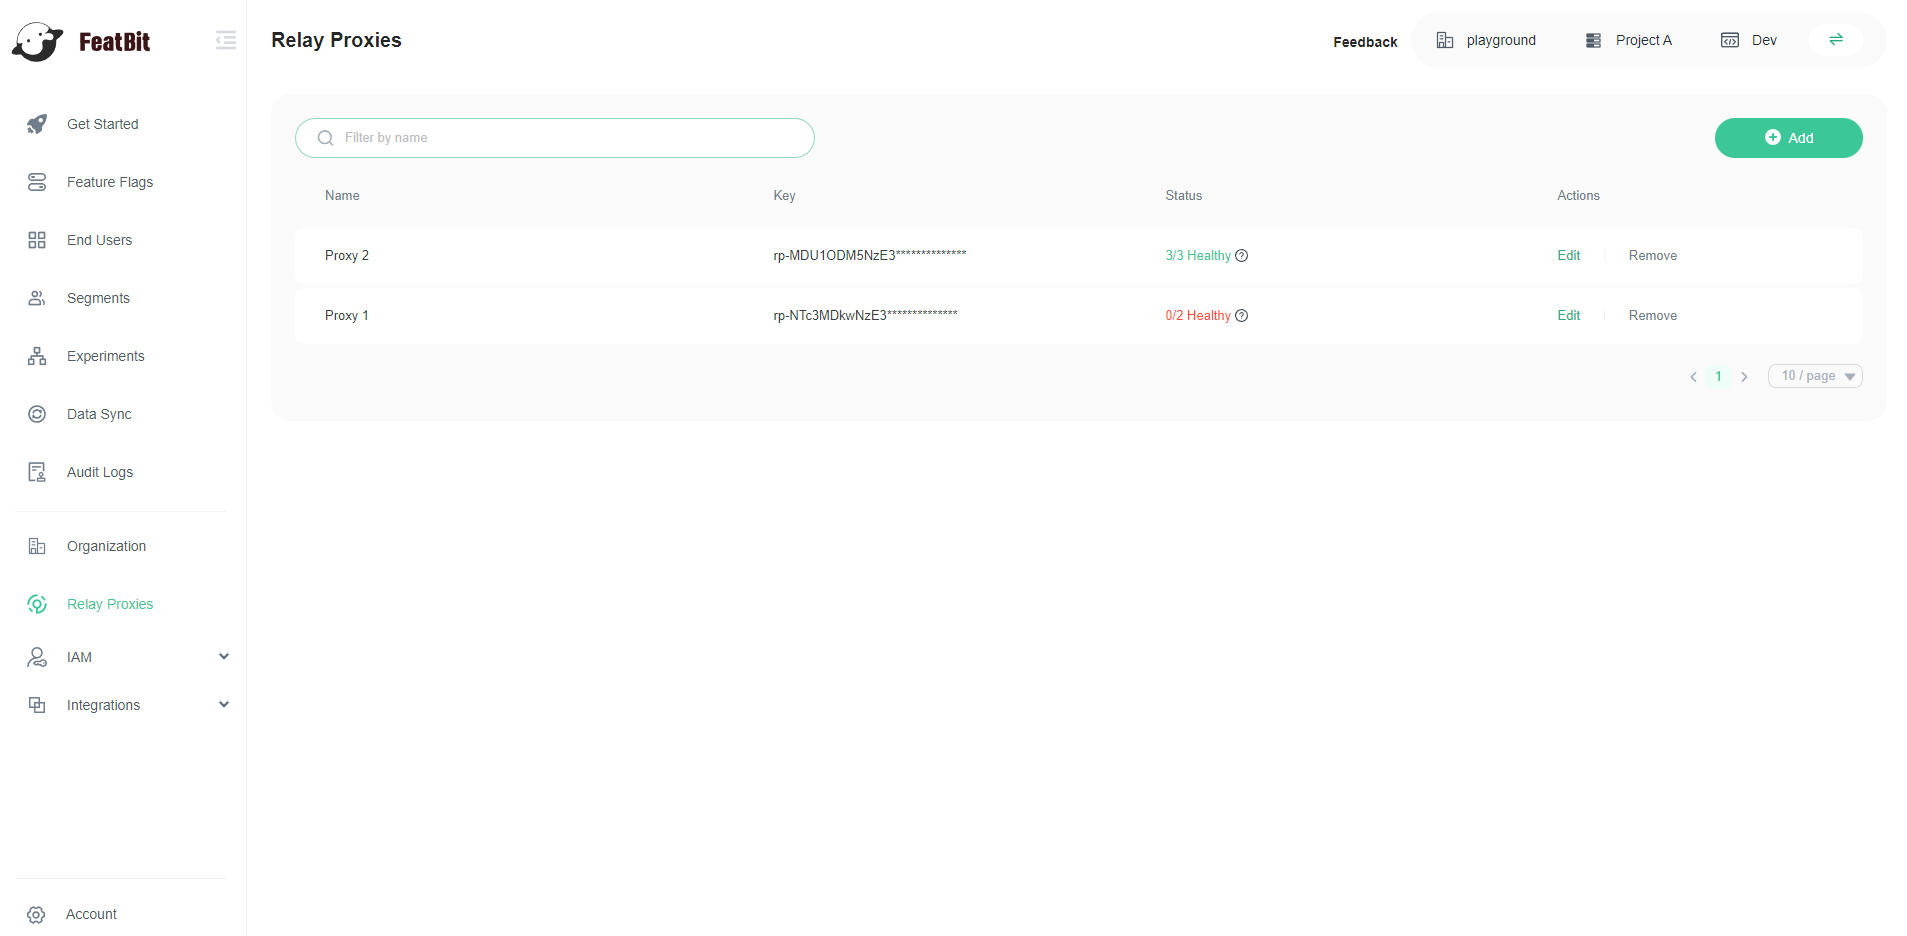 FeatBit
Relay Proxies
Feedback
playground
Project A
Dev
Get Started
Feature Flags
End Users
Segments
Experiments
Data Sync
Audit Logs
Organization
Relay Proxies
IAM
Integrations
Account
Filter by name
Add
Name Key Status Actions
Proxy 2 rp-MDU1ODM5NzE3************** 3/3 Healthy Edit Remove
Proxy 1 rp-NTc3MDkwNzE3************** 0/2 Healthy Edit Remove
1 10 / page